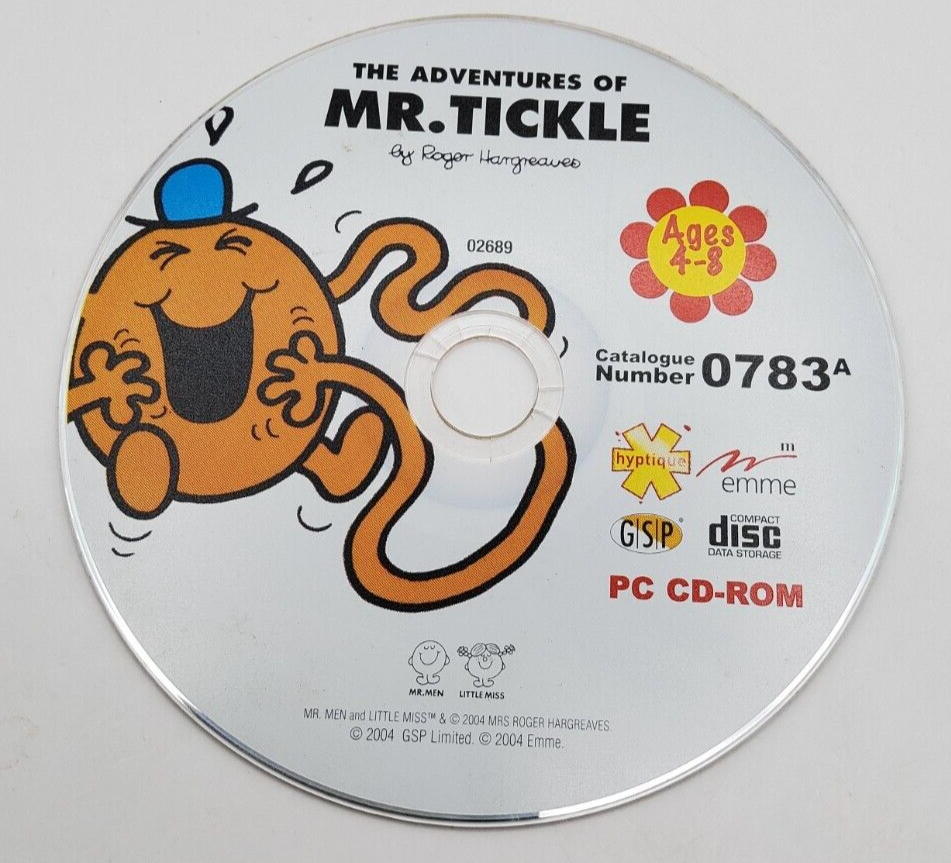 THE ADVENTURES OF
MR. TICKLE
by Roger Hargreaves
02689
Ages
4-8
Catalogue
Number 0783A
hyptique
m
emme
GSP
COMPACT
disc
DATA STORAGE
PC CD-ROM
MR.MEN LITTLE MISS
MR. MEN and LITTLE MISS™ & © 2004 MRS ROGER HARGREAVES.
© 2004 GSP Limited. © 2004 Emme.